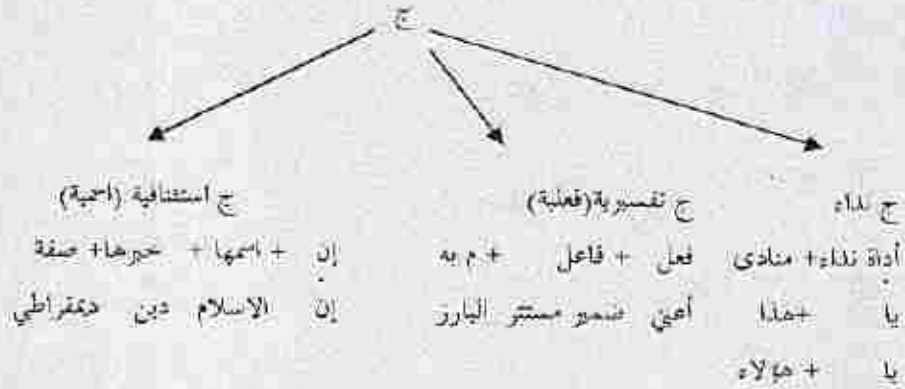 ج
ج نداء ج تفسيرية(فعلية) ج استئنافية (اسمية)
أداة نداء+ منادى فعل + فاعل + م به إن + اسمها + خبرها+ صفة
يا +هذا أعني ضمير مستتر البارز إن الاسلام دين ديمقراطي
يا + هؤلاء